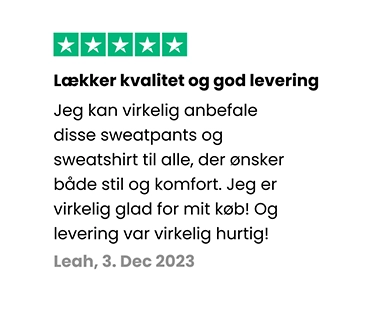 Lækker kvalitet og god levering
Jeg kan virkelig anbefale
disse sweatpants og
sweatshirt til alle, der ønsker
både stil og komfort. Jeg er
virkelig glad for mit køb! Og
levering var virkelig hurtig!
Leah, 3. Dec 2023